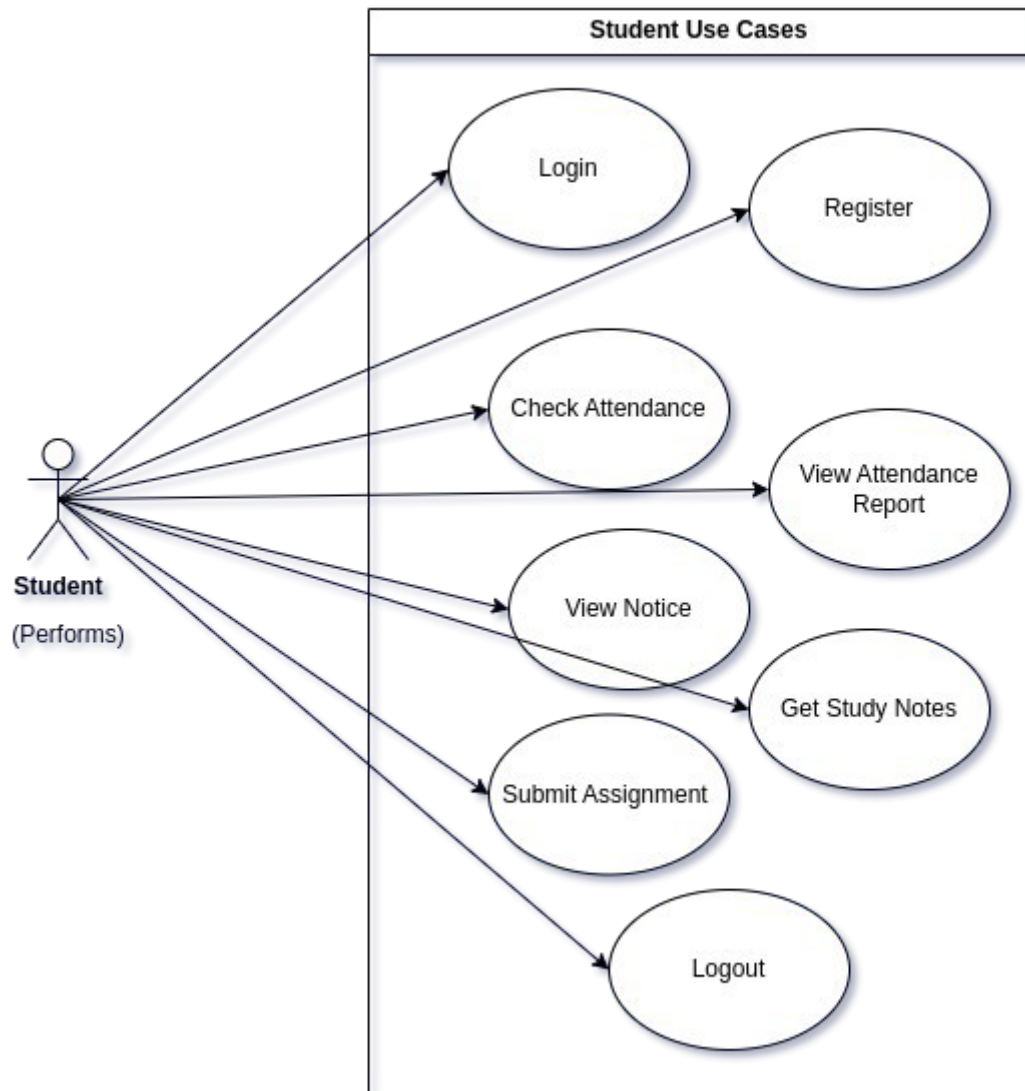 Student Use Cases
Login
Register
Check Attendance
View Attendance
Report
Student
(Performs)
View Notice
Get Study Notes
Submit Assignment
Logout